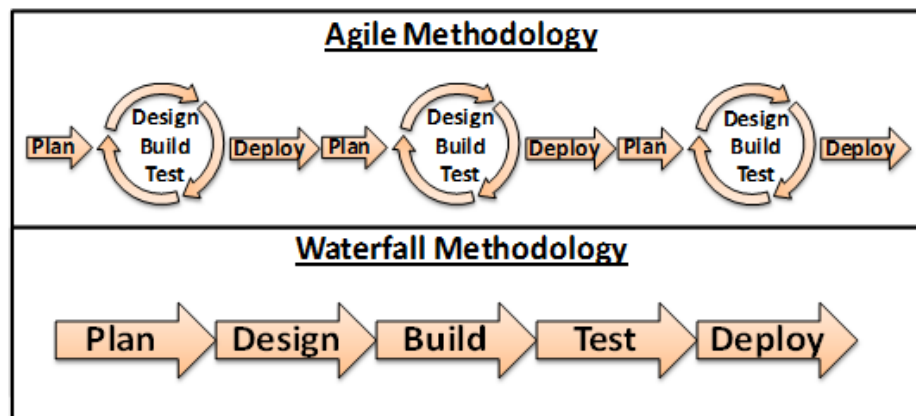 Agile Methodology
Plan
Design
Build
Test
Deploy
Plan
Design
Build
Test
Deploy
Plan
Design
Build
Test
Deploy
Waterfall Methodology
Plan
Design
Build
Test
Deploy